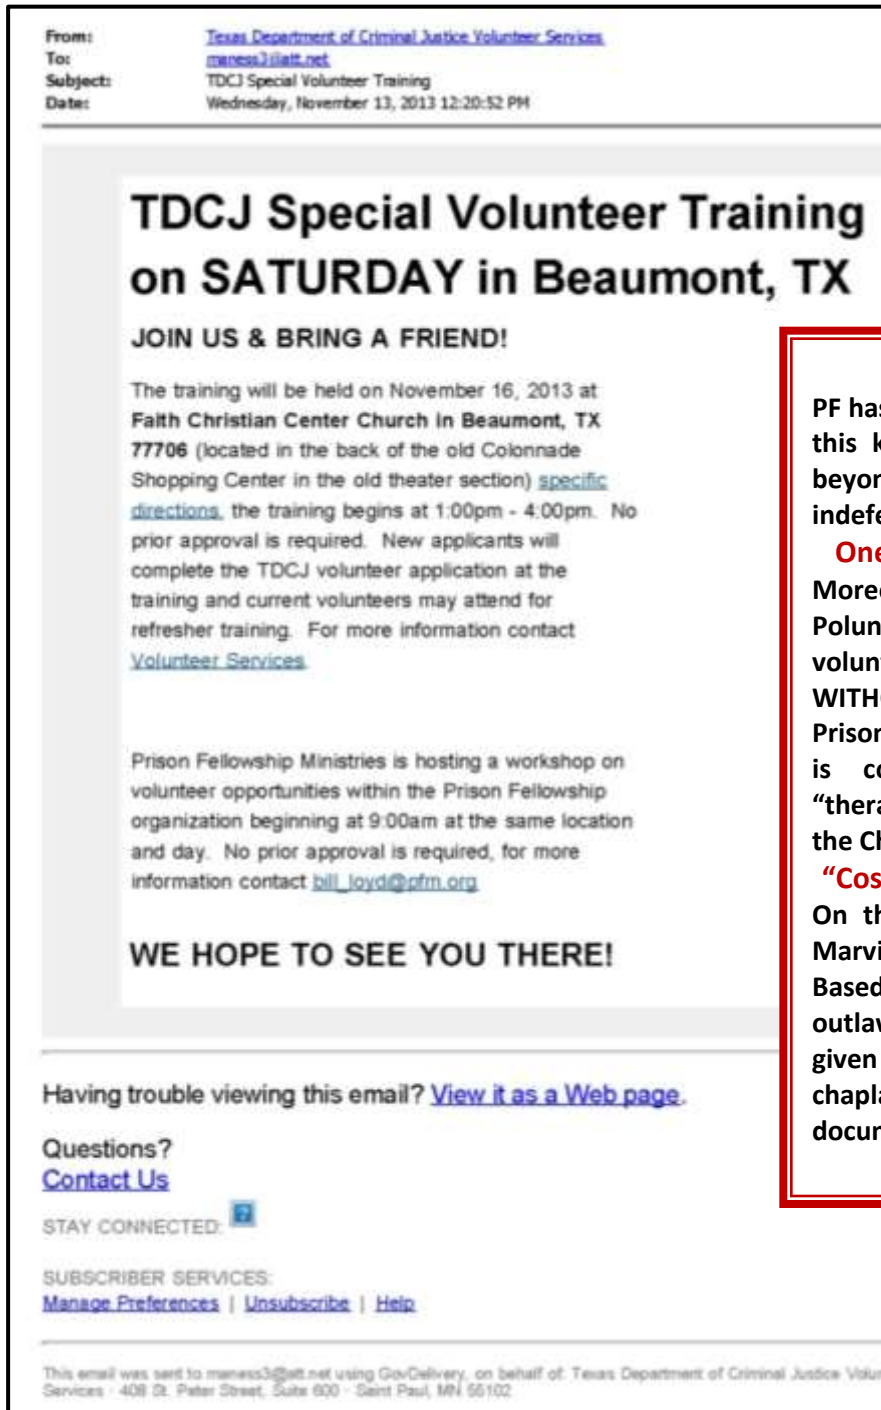 From: Texas Department of Criminal Justice Volunteer Services
To: maness3@att.net
Subject: TDCJ Special Volunteer Training
Date: Wednesday, November 13, 2013 12:20:52 PM
TDCJ Special Volunteer Training
on SATURDAY in Beaumont, TX
JOIN US & BRING A FRIEND!
The training will be held on November 16, 2013 at
Faith Christian Center Church in Beaumont, TX
77706 (located in the back of the old Colonnade
Shopping Center in the old theater section) specific
directions, the training begins at 1:00pm - 4:00pm. No
prior approval is required. New applicants will
complete the TDCJ volunteer application at the
training and current volunteers may attend for
refresher training. For more information contact
Volunteer Services.
Prison Fellowship Ministries is hosting a workshop on
volunteer opportunities within the Prison Fellowship
organization beginning at 9:00am at the same location
and day. No prior approval is required, for more
information contact bill_loyd@pfm.org
WE HOPE TO SEE YOU THERE!
PF has
this k
beyon
indefe
One
Moreo
Polun
volun
WITHO
Prison
is co
"thera
the Ch
"Cos
On th
Marvi
Based
outlaw
given
chapla
docum
Having trouble viewing this email? View it as a Web page.
Questions?
Contact Us
STAY CONNECTED:
SUBSCRIBER SERVICES:
Manage Preferences | Unsubscribe | Help
This email was sent to maness3@att.net using GovDelivery, on behalf of: Texas Department of Criminal Justice Volun
Services · 408 St. Peter Street, Suite 600 · Saint Paul, MN 55102